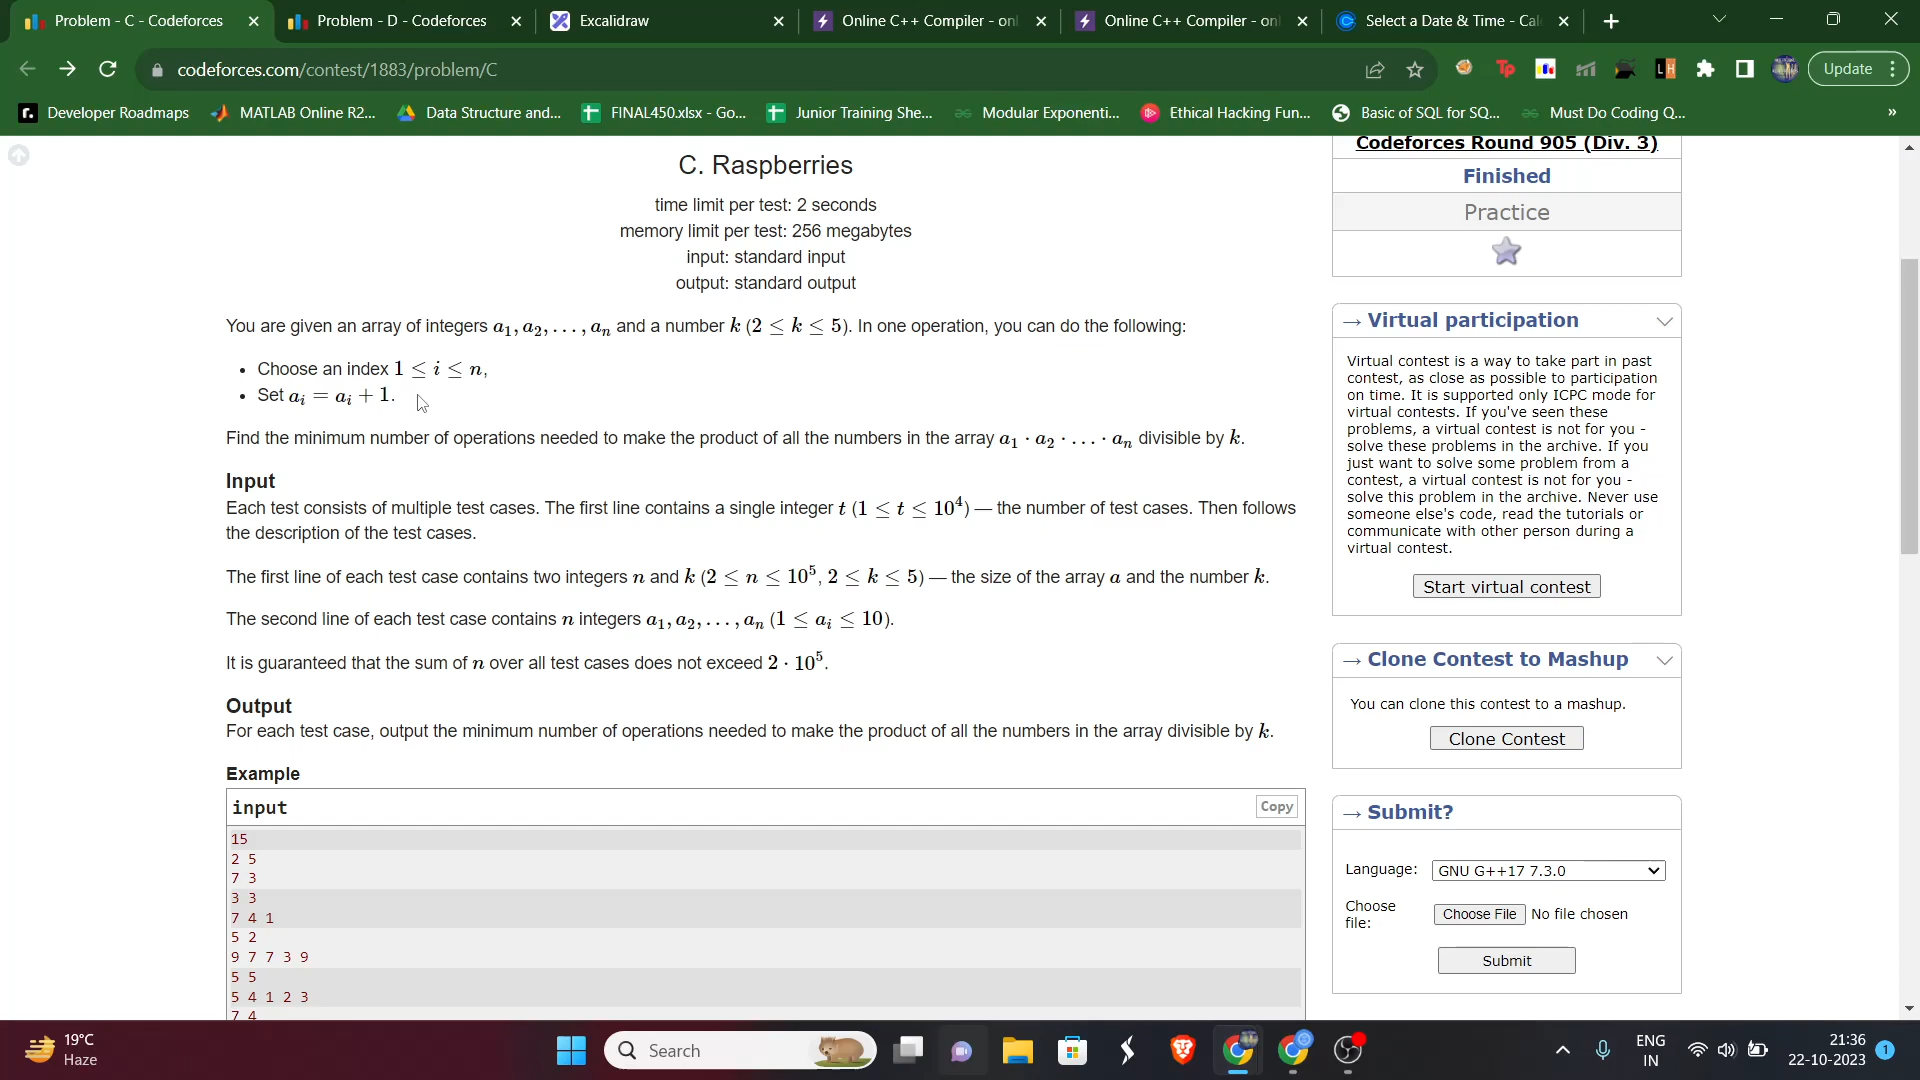 Problem - C - Codeforces
Problem - D - Codeforces
Excalidraw
Online C++ Compiler - onl
Online C++ Compiler - onl
Select a Date & Time - Cal
codeforces.com/contest/1883/problem/C
Update
Developer Roadmaps
MATLAB Online R2...
Data Structure and...
FINAL450.xlsx - Go...
Junior Training She...
Modular Exponenti...
Ethical Hacking Fun...
Basic of SQL for SQ...
Must Do Coding Q...
»
C. Raspberries
time limit per test: 2 seconds
memory limit per test: 256 megabytes
input: standard input
output: standard output
You are given an array of integers a₁, a₂, . . . , aₙ and a number k (2 ≤ k ≤ 5). In one operation, you can do the following:
• Choose an index 1 ≤ i ≤ n,
• Set aᵢ = aᵢ + 1.
Find the minimum number of operations needed to make the product of all the numbers in the array a₁ · a₂ · . . . · aₙ divisible by k.
Input
Each test consists of multiple test cases. The first line contains a single integer t (1 ≤ t ≤ 10⁴) — the number of test cases. Then follows
the description of the test cases.
The first line of each test case contains two integers n and k (2 ≤ n ≤ 10⁵, 2 ≤ k ≤ 5) — the size of the array a and the number k.
The second line of each test case contains n integers a₁, a₂, . . . , aₙ (1 ≤ aᵢ ≤ 10).
It is guaranteed that the sum of n over all test cases does not exceed 2 · 10⁵.
Output
For each test case, output the minimum number of operations needed to make the product of all the numbers in the array divisible by k.
Example
input
Copy
15
2 5
7 3
3 3
7 4 1
5 2
9 7 7 3 9
5 5
5 4 1 2 3
7 4
Codeforces Round 905 (Div. 3)
Finished
Practice
→ Virtual participation
Virtual contest is a way to take part in past
contest, as close as possible to participation
on time. It is supported only ICPC mode for
virtual contests. If you've seen these
problems, a virtual contest is not for you -
solve these problems in the archive. If you
just want to solve some problem from a
contest, a virtual contest is not for you -
solve this problem in the archive. Never use
someone else's code, read the tutorials or
communicate with other person during a
virtual contest.
Start virtual contest
→ Clone Contest to Mashup
You can clone this contest to a mashup.
Clone Contest
→ Submit?
Language: GNU G++17 7.3.0
Choose
file:
Choose File No file chosen
Submit
19°C
Haze
Search
ENG
IN
21:36
22-10-2023
1